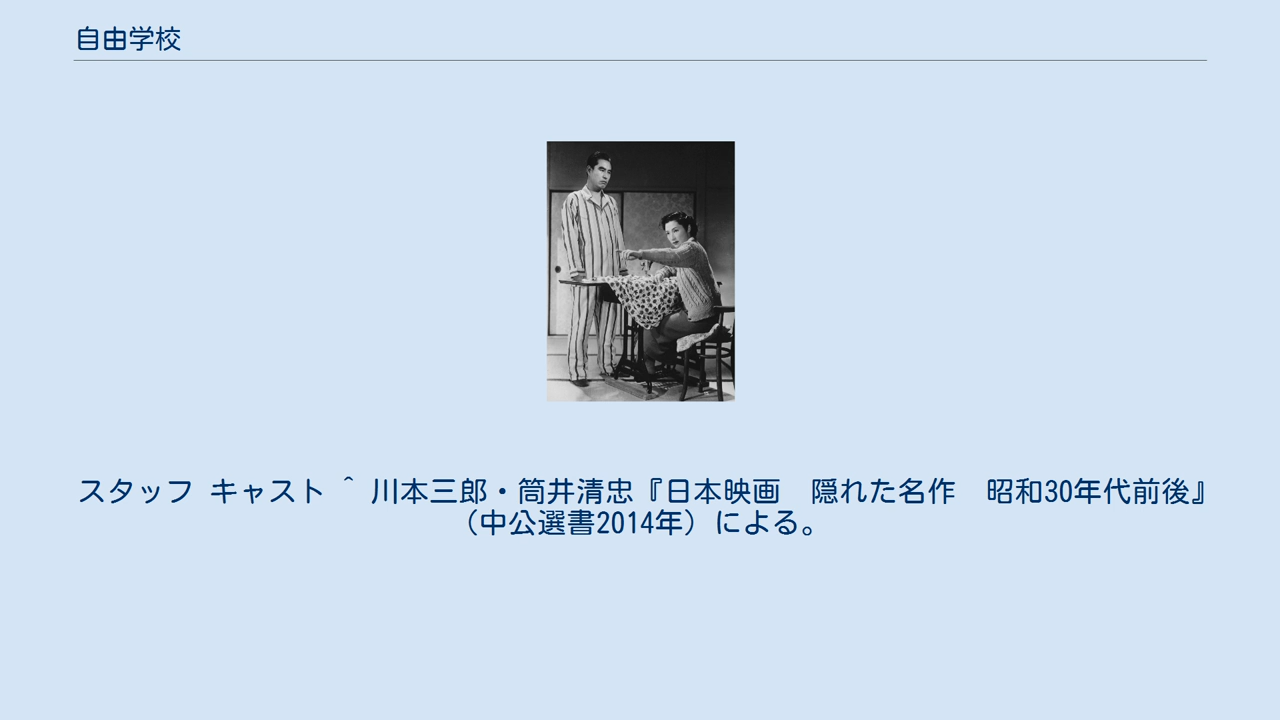 自由学校
スタッフ キャスト ^ 川本三郎・筒井清忠『日本映画　隠れた名作　昭和30年代前後』
（中公選書2014年）による。